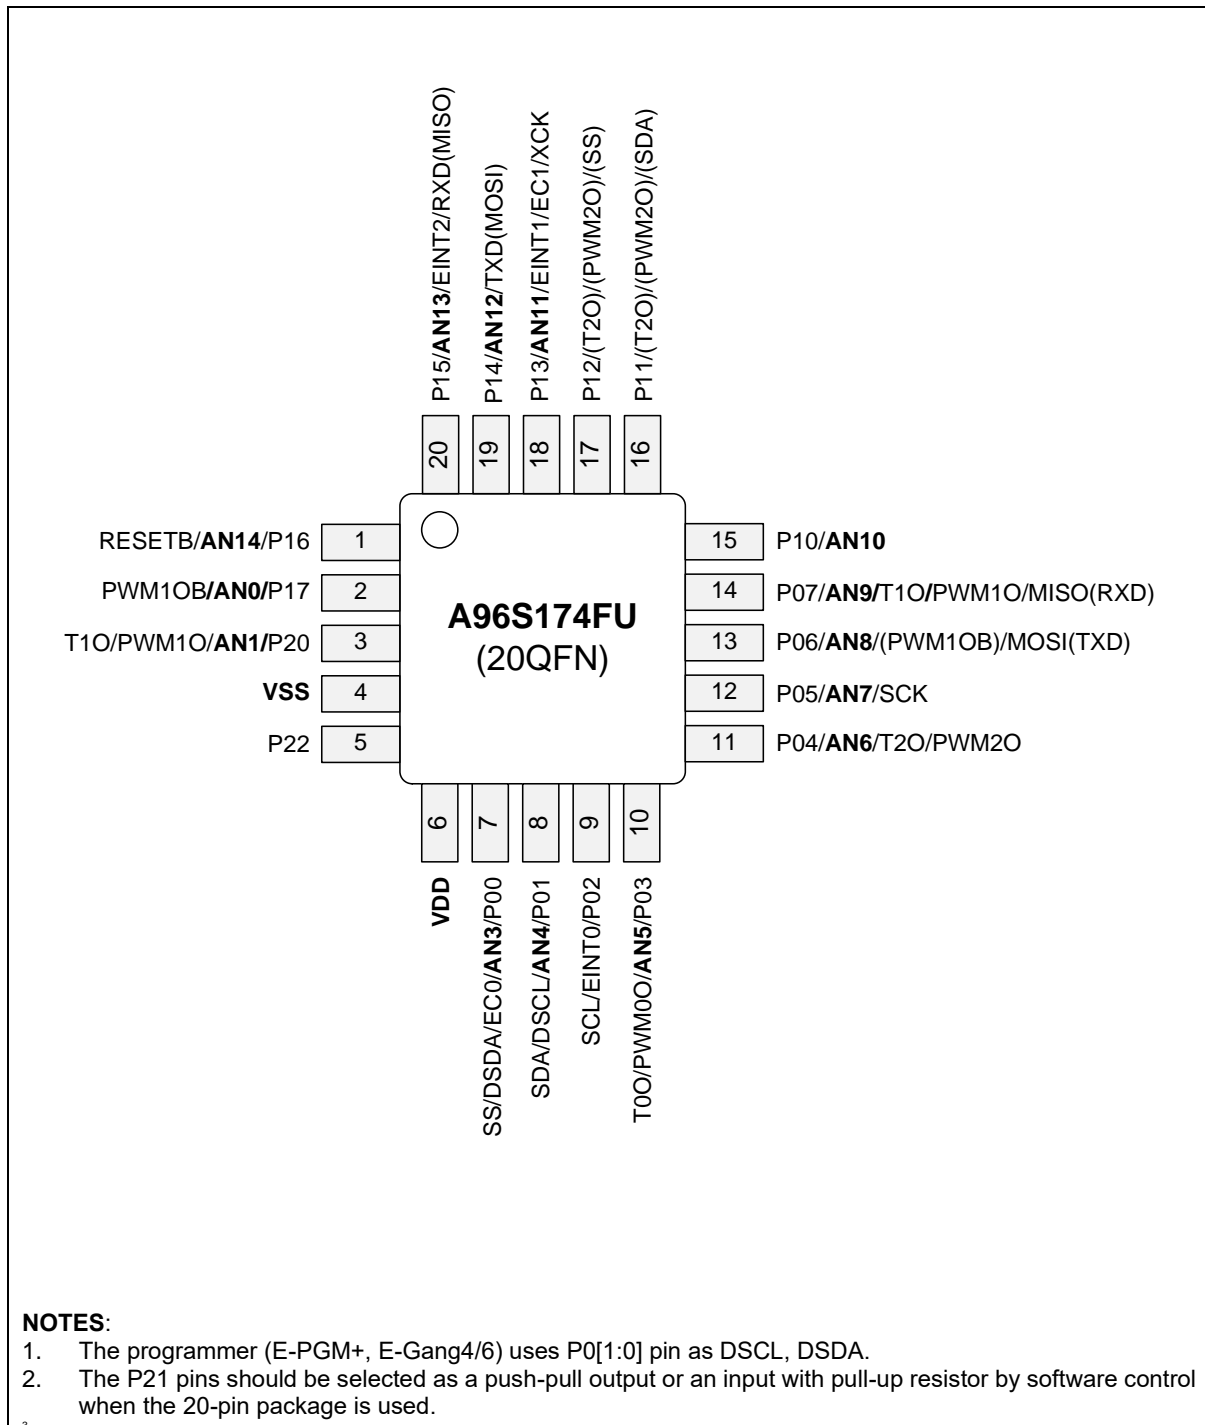 P15/AN13/EINT2/RXD(MISO)
P14/AN12/TXD(MOSI)
P13/AN11/EINT1/EC1/XCK
P12/(T2O)/(PWM2O)/(SS)
P11/(T2O)/(PWM2O)/(SDA)
20
19
18
17
16
RESETB/AN14/P16
1
PWM1OB/AN0/P17
2
T1O/PWM1O/AN1/P20
3
VSS
4
P22
5
A96S174FU
(20QFN)
15
P10/AN10
14
P07/AN9/T1O/PWM1O/MISO(RXD)
13
P06/AN8/(PWM1OB)/MOSI(TXD)
12
P05/AN7/SCK
11
P04/AN6/T2O/PWM2O
6
7
8
9
10
VDD
SS/DSDA/EC0/AN3/P00
SDA/DSCL/AN4/P01
SCL/EINT0/P02
T0O/PWM0O/AN5/P03
NOTES:
1. The programmer (E-PGM+, E-Gang4/6) uses P0[1:0] pin as DSCL, DSDA.
2. The P21 pins should be selected as a push-pull output or an input with pull-up resistor by software control
when the 20-pin package is used.